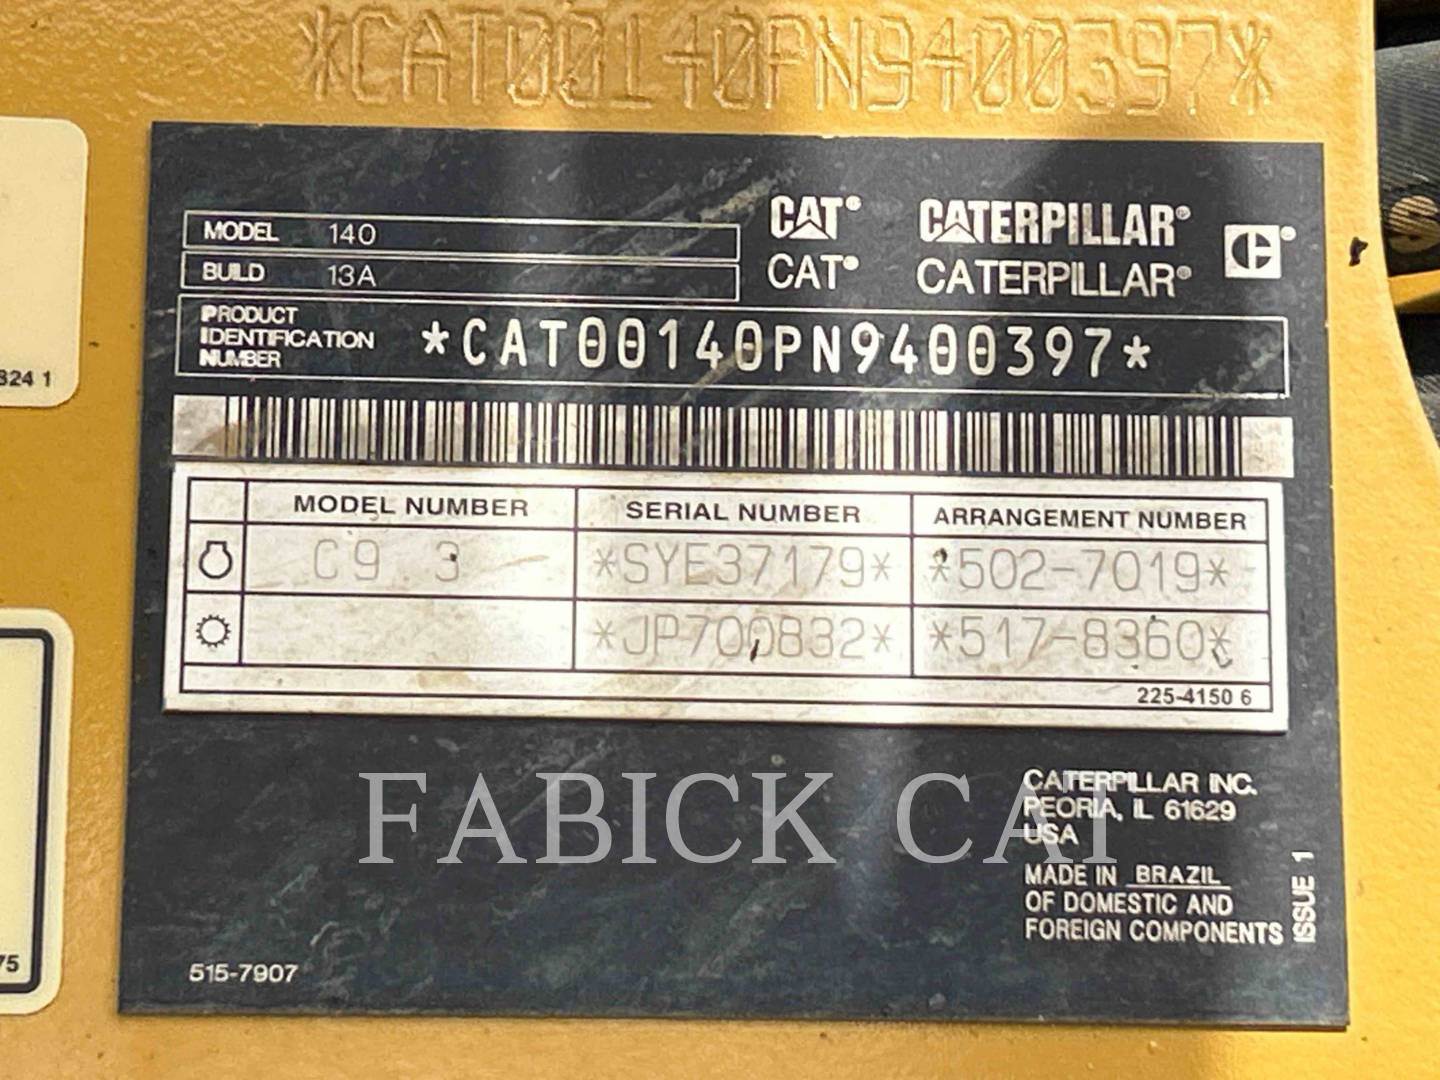 *CAT00140PN9400397*
MODEL 140
BUILD 13A
CAT® CATERPILLAR®
CAT® CATERPILLAR®
CE®
PRODUCT
IDENTIFICATION
NUMBER
*CAT00140PN9400397*
MODEL NUMBER SERIAL NUMBER ARRANGEMENT NUMBER
C9 3 *SYE37179* *502-7019*
*JP700832* *517-8360*
225-4150 6
CATERPILLAR INC.
PEORIA, IL 61629
USA
MADE IN BRAZIL
OF DOMESTIC AND
FOREIGN COMPONENTS
ISSUE 1
515-7907
FABICK CAT
324 1
75